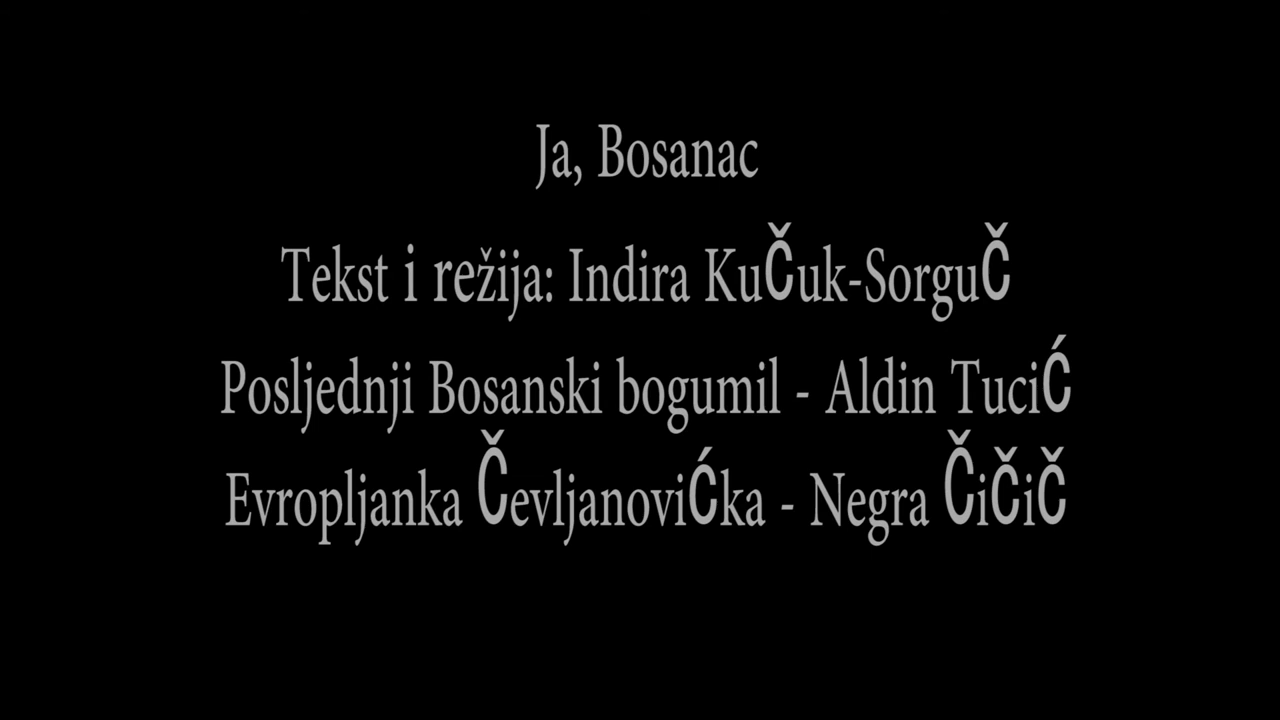 Ja, Bosanac
Tekst i režija: Indira Kučuk-Sorguč
Posljednji Bosanski bogumil - Aldin Tucić
Evropljanka Čevljanovićka - Negra Čičič